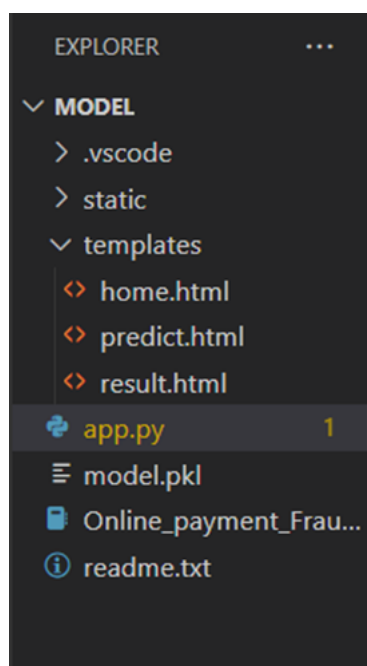 EXPLORER ...
MODEL
.vscode
static
templates
home.html
predict.html
result.html
app.py 1
model.pkl
Online_payment_Frau...
readme.txt